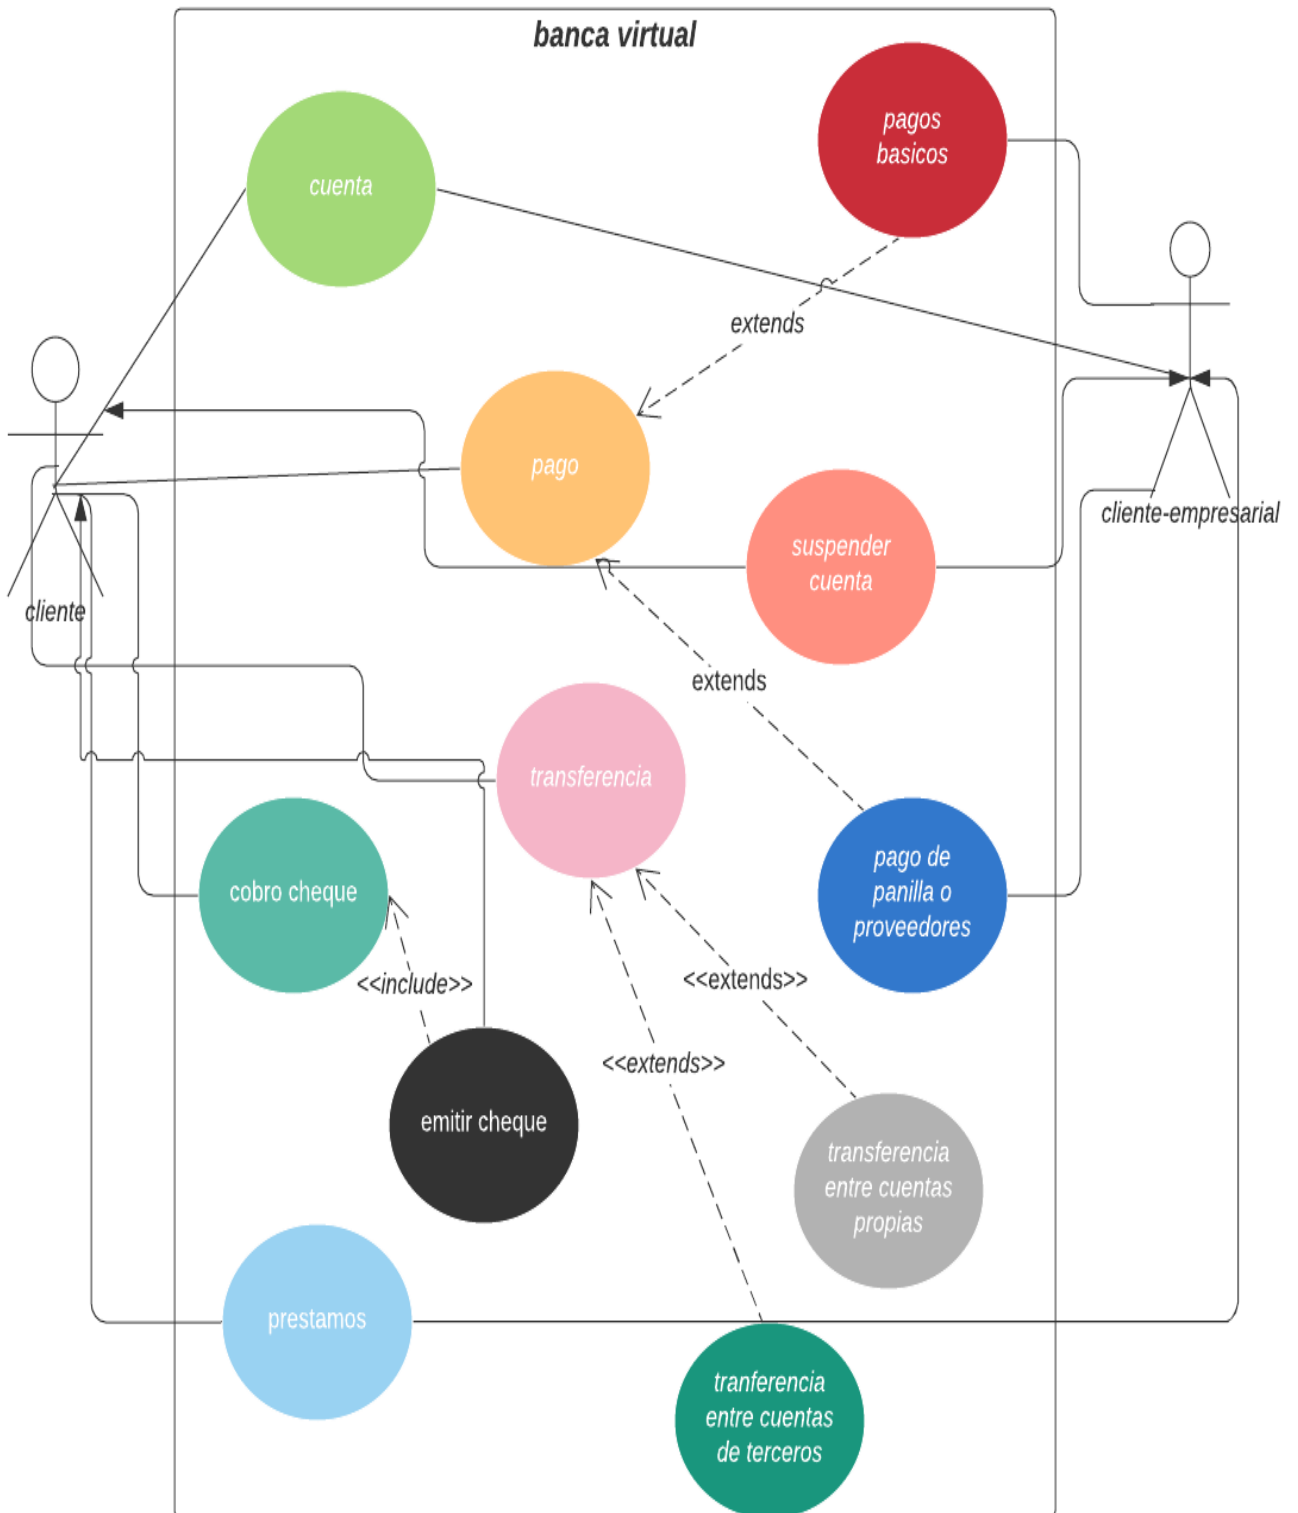 banca virtual
pagos
basicos
cuenta
extends
pago
cliente-empresarial
suspender
cuenta
cliente
extends
transferencia
pago de
panilla o
proveedores
cobro cheque
<<include>>
<<extends>>
<<extends>>
emitir cheque
transferencia
entre cuentas
propias
prestamos
tranferencia
entre cuentas
de terceros